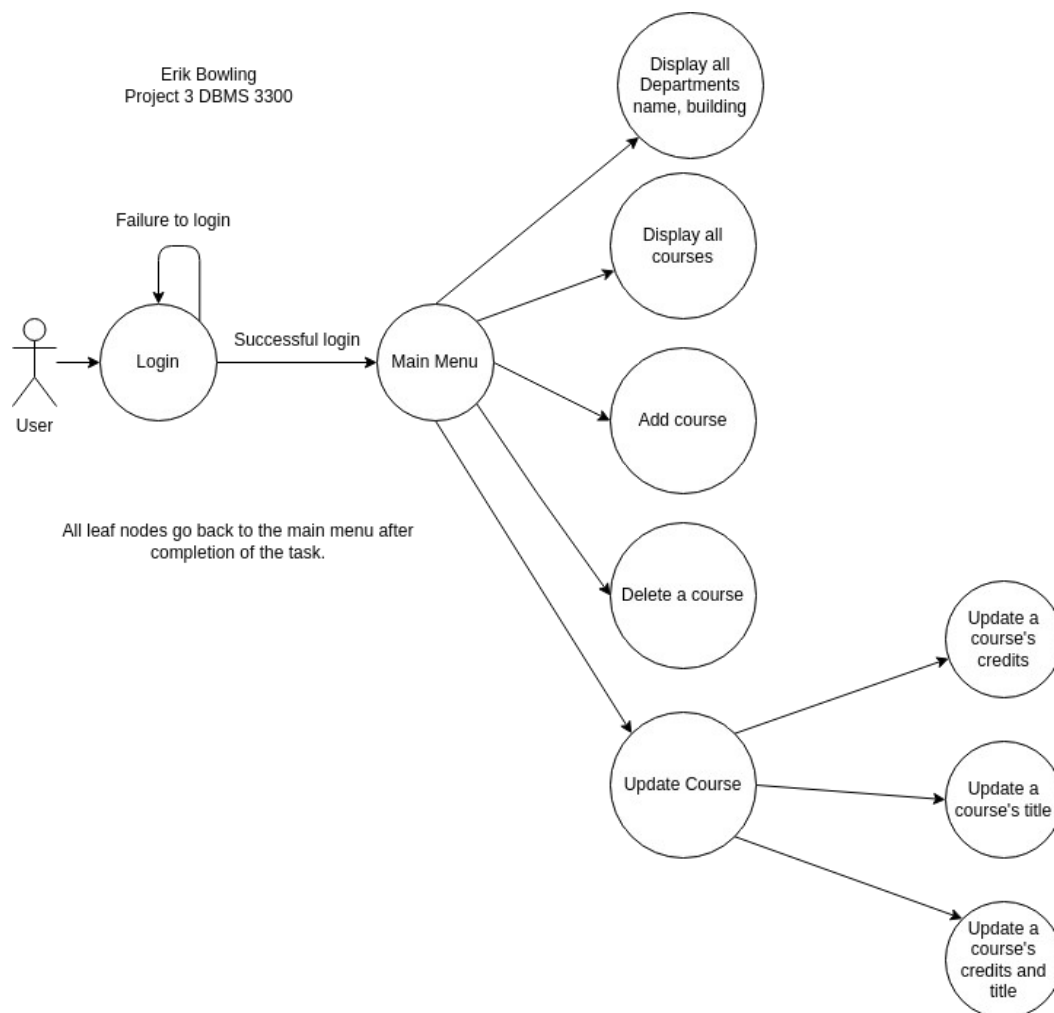 Erik Bowling
Project 3 DBMS 3300
Display all
Departments
name, building
Failure to login
Display all
courses
Login
Successful login
Main Menu
User
Add course
All leaf nodes go back to the main menu after
completion of the task.
Delete a course
Update a
course's
credits
Update Course
Update a
course's title
Update a
course's
credits and
title